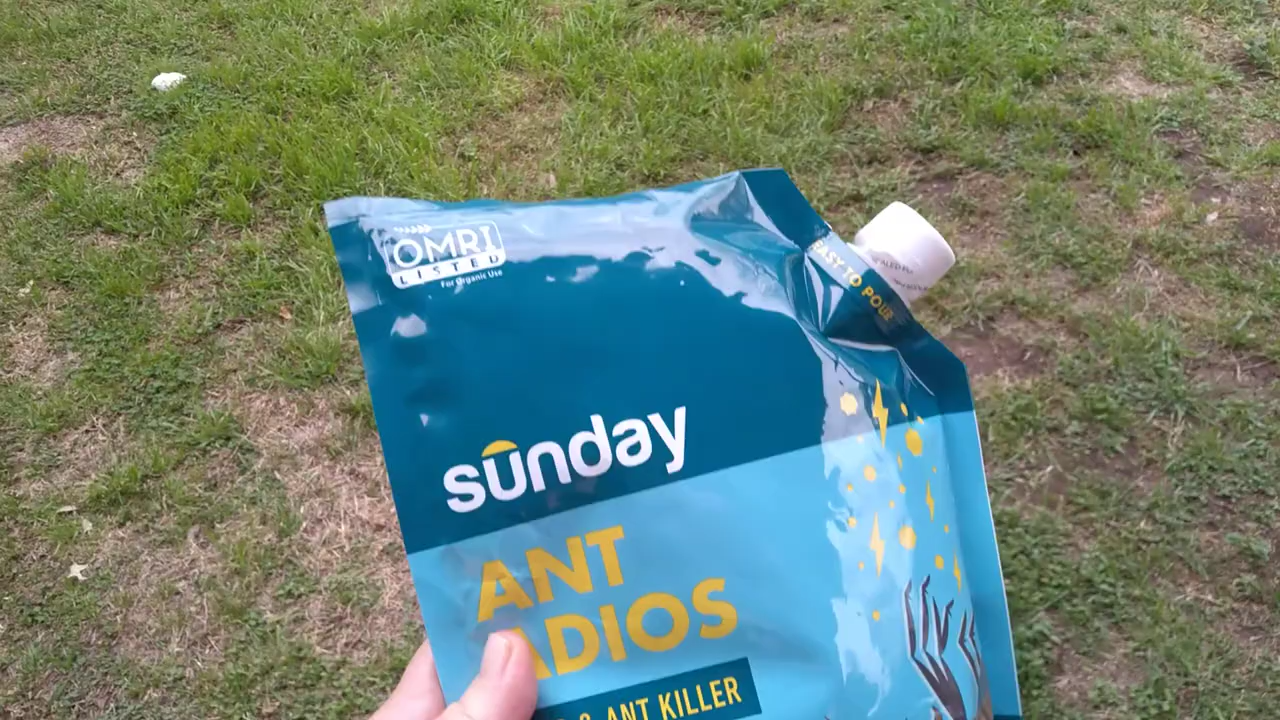 OMRI
LISTED
For Organic Use
EASY TO POUR
sunday
ANT
ADIOS
& ANT KILLER